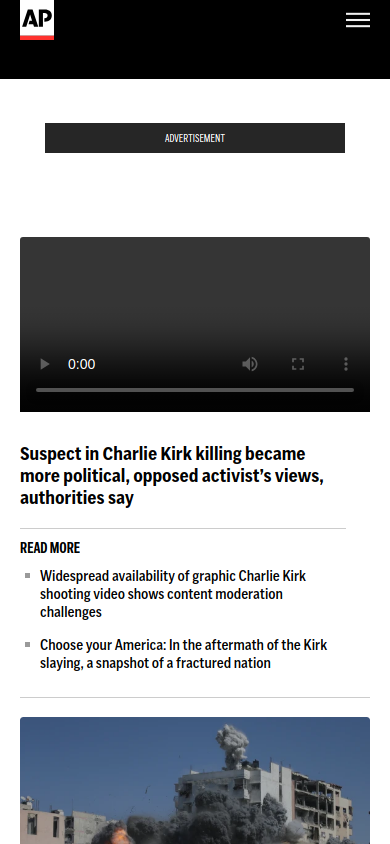 AP
ADVERTISEMENT
0:00
Suspect in Charlie Kirk killing became
more political, opposed activist’s views,
authorities say
READ MORE
Widespread availability of graphic Charlie Kirk
shooting video shows content moderation
challenges
Choose your America: In the aftermath of the Kirk
slaying, a snapshot of a fractured nation